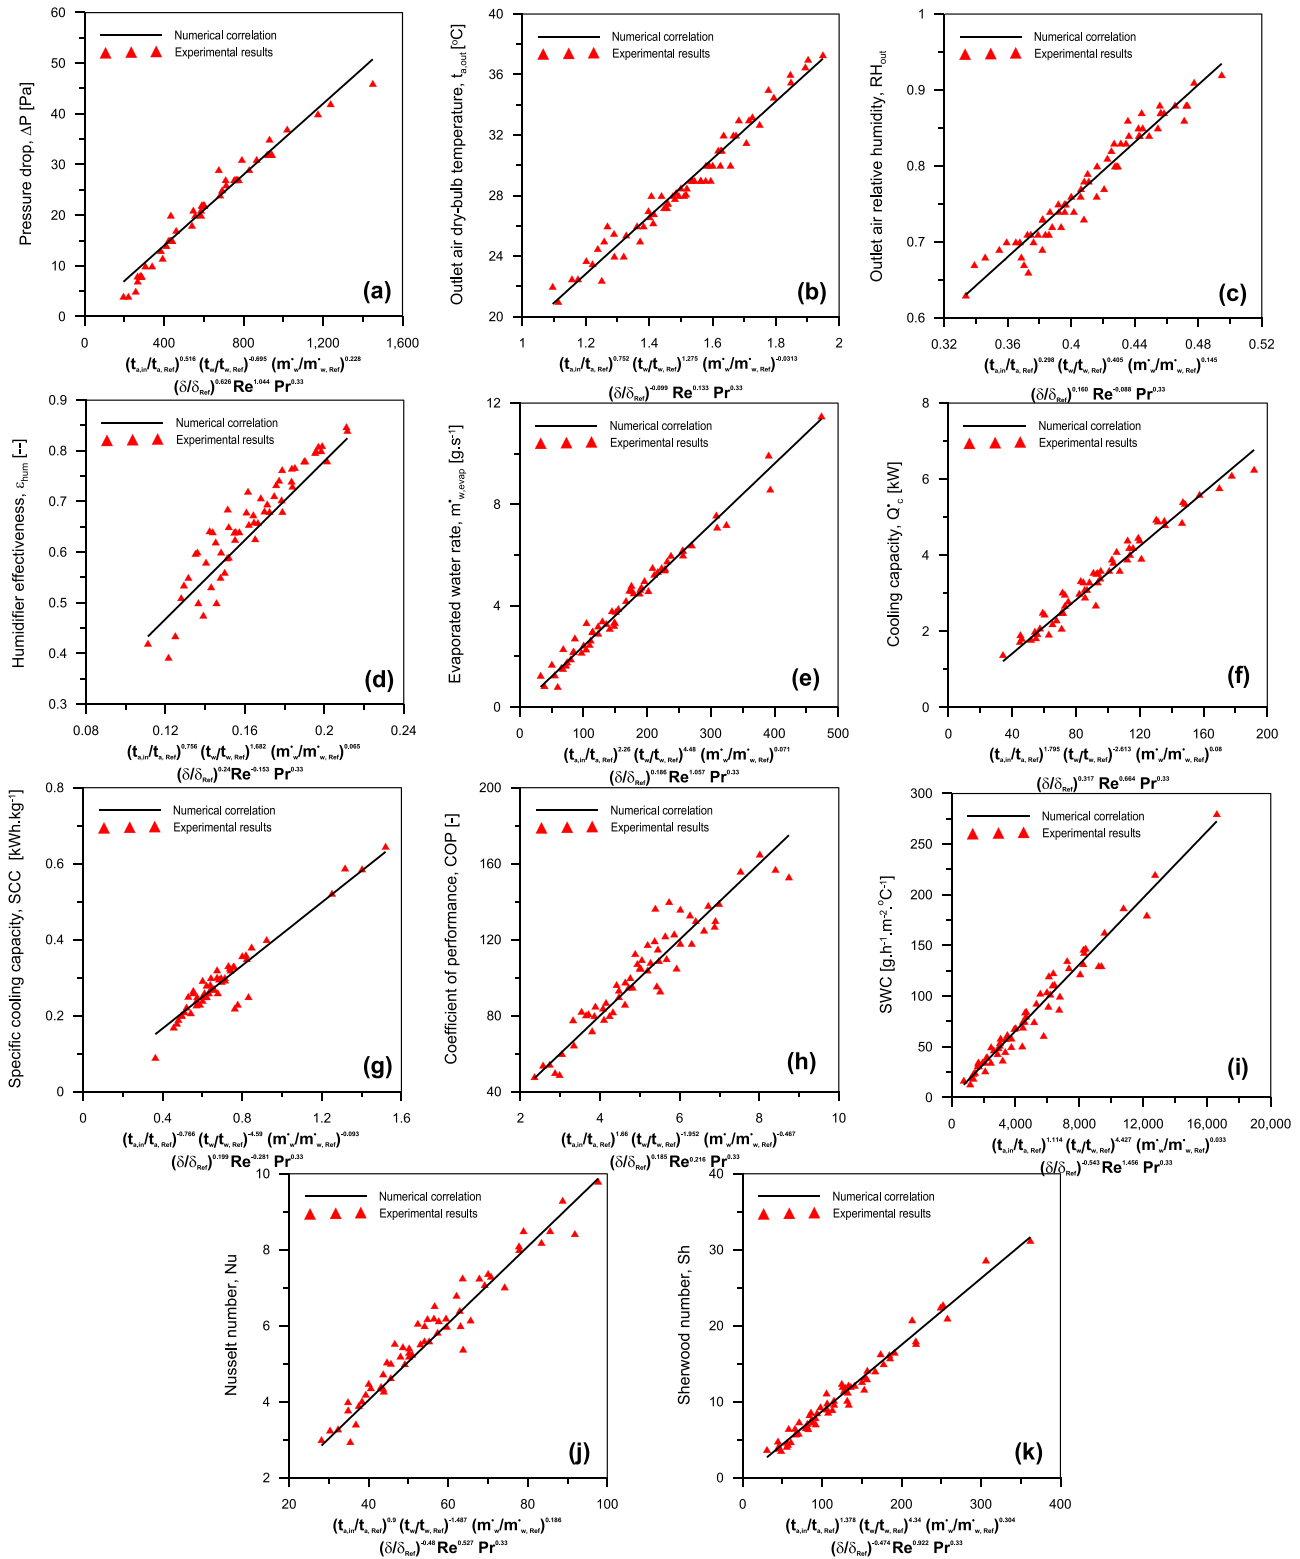 Pressure drop, ΔP [Pa]
60
50
40
30
20
10
0
Numerical correlation
Experimental results
(a)
0 400 800 1,200 1,600
(t_a,in/t_a, Ref)^0.516 (t_w/t_w, Ref)^-0.695 (m˙_w/m˙_w, Ref)^0.228
(δ/δ_Ref)^0.626 Re^1.044 Pr^0.33
Outlet air dry-bulb temperature, t_a,out [°C]
40
36
32
28
24
20
Numerical correlation
Experimental results
(b)
1 1.2 1.4 1.6 1.8 2
(t_a,in/t_a, Ref)^0.752 (t_w/t_w, Ref)^1.275 (m˙_w/m˙_w, Ref)^-0.0313
(δ/δ_Ref)^-0.099 Re^0.133 Pr^0.33
Outlet air relative humidity, RH_out
1
0.9
0.8
0.7
0.6
Numerical correlation
Experimental results
(c)
0.32 0.36 0.4 0.44 0.48 0.52
(t_a,in/t_a, Ref)^0.298 (t_w/t_w, Ref)^0.405 (m˙_w/m˙_w, Ref)^0.145
(δ/δ_Ref)^0.160 Re^-0.088 Pr^0.33
Humidifier effectiveness, ε_hum [--]
0.9
0.8
0.7
0.6
0.5
0.4
0.3
Numerical correlation
Experimental results
(d)
0.08 0.12 0.16 0.2 0.24
(t_a,in/t_a, Ref)^0.756 (t_w/t_w, Ref)^1.682 (m˙_w/m˙_w, Ref)^0.065
(δ/δ_Ref)^0.24 Re^-0.153 Pr^0.33
Evaporated water rate, m˙_w,evap [g.s⁻¹]
12
8
4
0
Numerical correlation
Experimental results
(e)
0 100 200 300 400 500
(t_a,in/t_a, Ref)^2.26 (t_w/t_w, Ref)^4.48 (m˙_w/m˙_w, Ref)^0.071
(δ/δ_Ref)^0.186 Re^1.057 Pr^0.33
Cooling capacity, Q˙_c [kW]
8
6
4
2
0
Numerical correlation
Experimental results
(f)
0 40 80 120 160 200
(t_a,in/t_a, Ref)^1.795 (t_w/t_w, Ref)^-2.613 (m˙_w/m˙_w, Ref)^0.08
(δ/δ_Ref)^0.317 Re^0.664 Pr^0.33
Specific cooling capacity, SCC [kWh.kg⁻¹]
0.8
0.6
0.4
0.2
0
Numerical correlation
Experimental results
(g)
0 0.4 0.8 1.2 1.6
(t_a,in/t_a, Ref)^-0.766 (t_w/t_w, Ref)^-4.59 (m˙_w/m˙_w, Ref)^-0.093
(δ/δ_Ref)^0.199 Re^-0.281 Pr^0.33
Coefficient of performance, COP [-]
200
160
120
80
40
Numerical correlation
Experimental results
(h)
2 4 6 8 10
(t_a,in/t_a, Ref)^1.66 (t_w/t_w, Ref)^-1.952 (m˙_w/m˙_w, Ref)^-0.467
(δ/δ_Ref)^0.185 Re^0.216 Pr^0.33
SWC [g.h⁻¹.m⁻².°C⁻¹]
300
250
200
150
100
50
0
Numerical correlation
Experimental results
(i)
0 4,000 8,000 12,000 16,000 20,000
(t_a,in/t_a, Ref)^1.114 (t_w/t_w, Ref)^4.427 (m˙_w/m˙_w, Ref)^0.033
(δ/δ_Ref)^-0.543 Re^1.456 Pr^0.33
Nusselt number, Nu
10
8
6
4
2
Numerical correlation
Experimental results
(j)
20 40 60 80 100
(t_a,in/t_a, Ref)^0.9 (t_w/t_w, Ref)^-1.487 (m˙_w/m˙_w, Ref)^0.186
(δ/δ_Ref)^-0.48 Re^0.527 Pr^0.33
Sherwood number, Sh
40
30
20
10
0
Numerical correlation
Experimental results
(k)
0 100 200 300 400
(t_a,in/t_a, Ref)^1.378 (t_w/t_w, Ref)^4.34 (m˙_w/m˙_w, Ref)^0.304
(δ/δ_Ref)^-0.474 Re^0.922 Pr^0.33